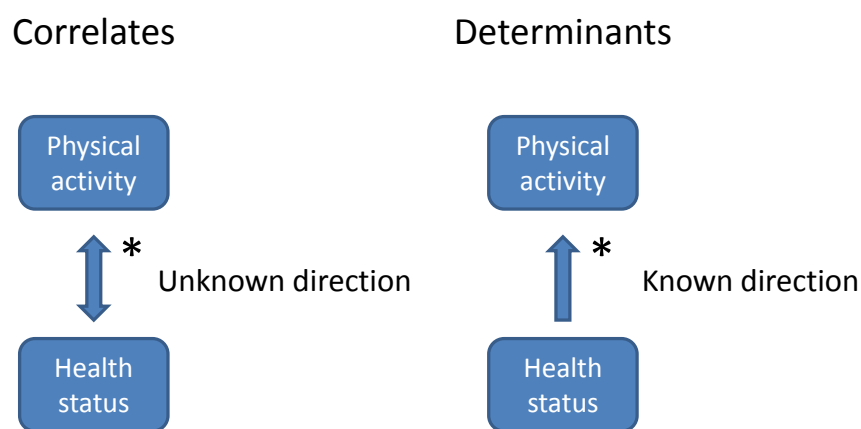 Correlates
Physical
activity
*
Unknown direction
Health
status
Determinants
Physical
activity
*
Known direction
Health
status